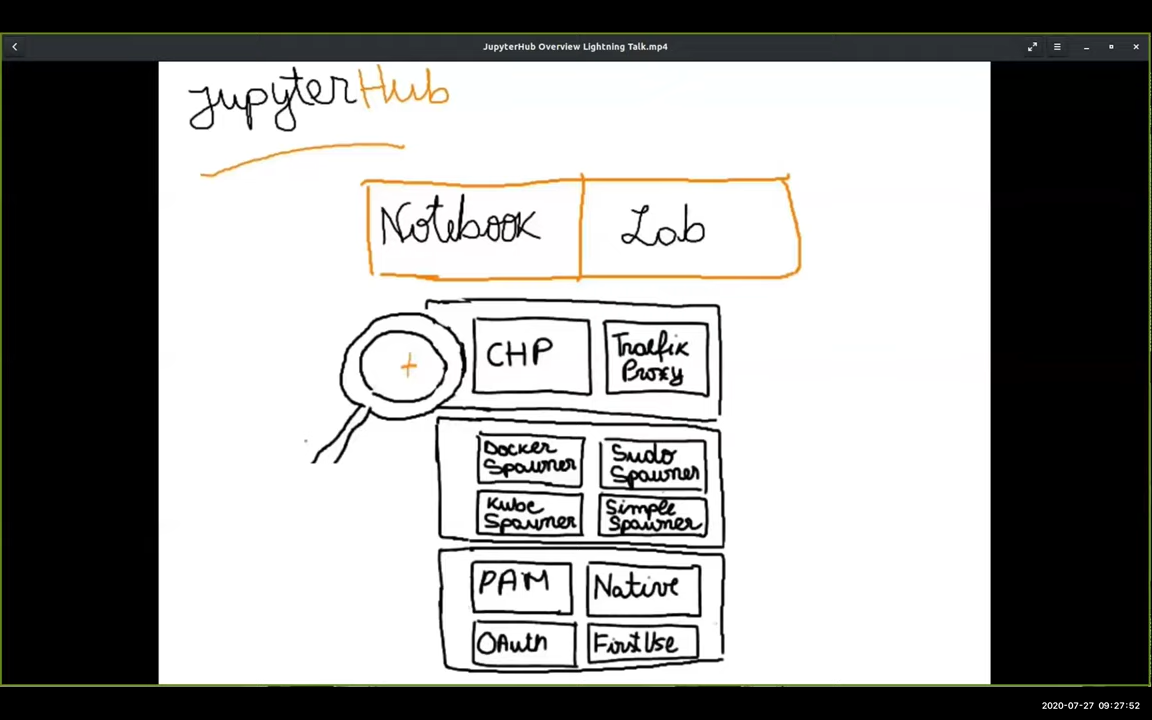 JupyterHub Overview Lightning Talk.mp4
jupyterHub
Notebook
Lab
CHP
Traefik
Proxy
Docker
Spawner
Sudo
Spawner
Kube
Spawner
Simple
Spawner
PAM
Native
OAuth
FirstUse
2020-07-27 09:27:52